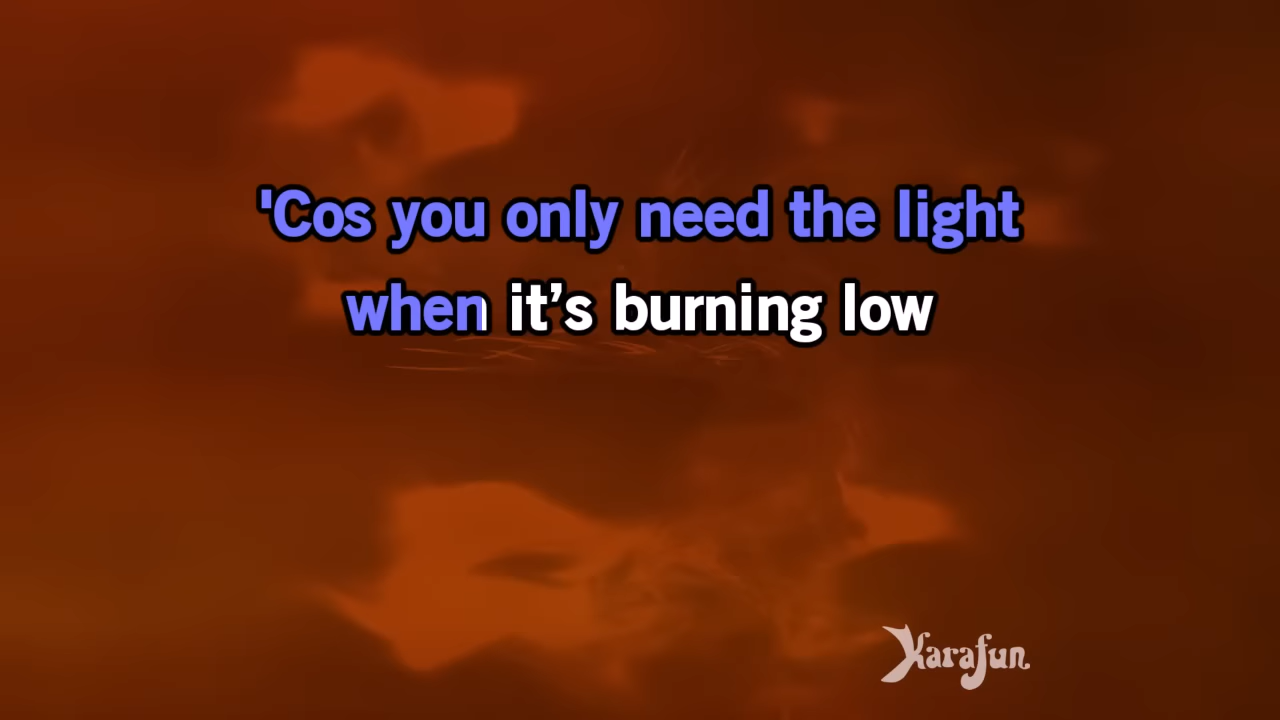 'Cos you only need the light
when it’s burning low
Karafun